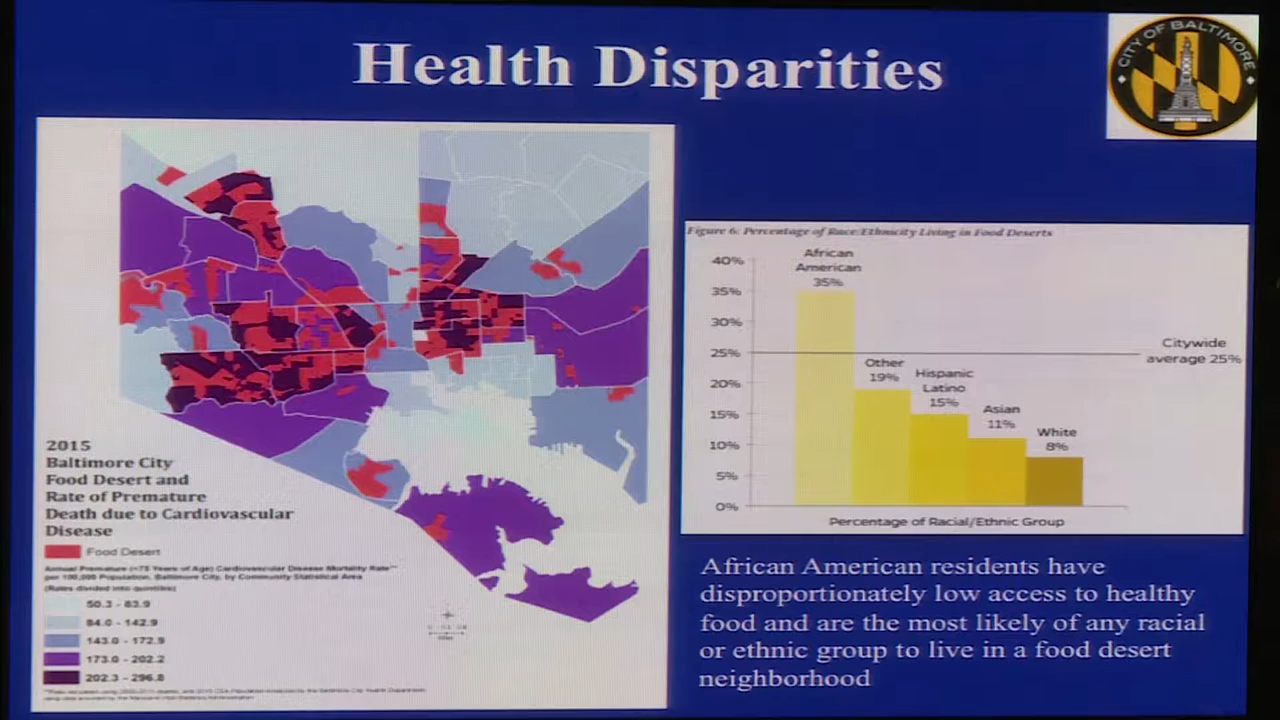 Health Disparities
CITY OF BALTIMORE
2015
Baltimore City
Food Desert and
Rate of Premature
Death due to Cardiovascular
Disease
Food Desert
Annual Premature (<75 Years of Age) Cardiovascular Disease Mortality Rate**
per 100,000 Population, Baltimore City, by Community Statistical Area
(Rates divided into quintiles)
50.3 - 83.9
84.0 - 142.9
143.0 - 172.9
173.0 - 202.2
202.3 - 296.8
Figure 6: Percentage of Race/Ethnicity Living in Food Deserts
40%
35%
30%
25%
20%
15%
10%
5%
0%
African
American
35%
Other
19%
Hispanic
Latino
15%
Asian
11%
White
8%
Citywide
average 25%
Percentage of Racial/Ethnic Group
African American residents have
disproportionately low access to healthy
food and are the most likely of any racial
or ethnic group to live in a food desert
neighborhood